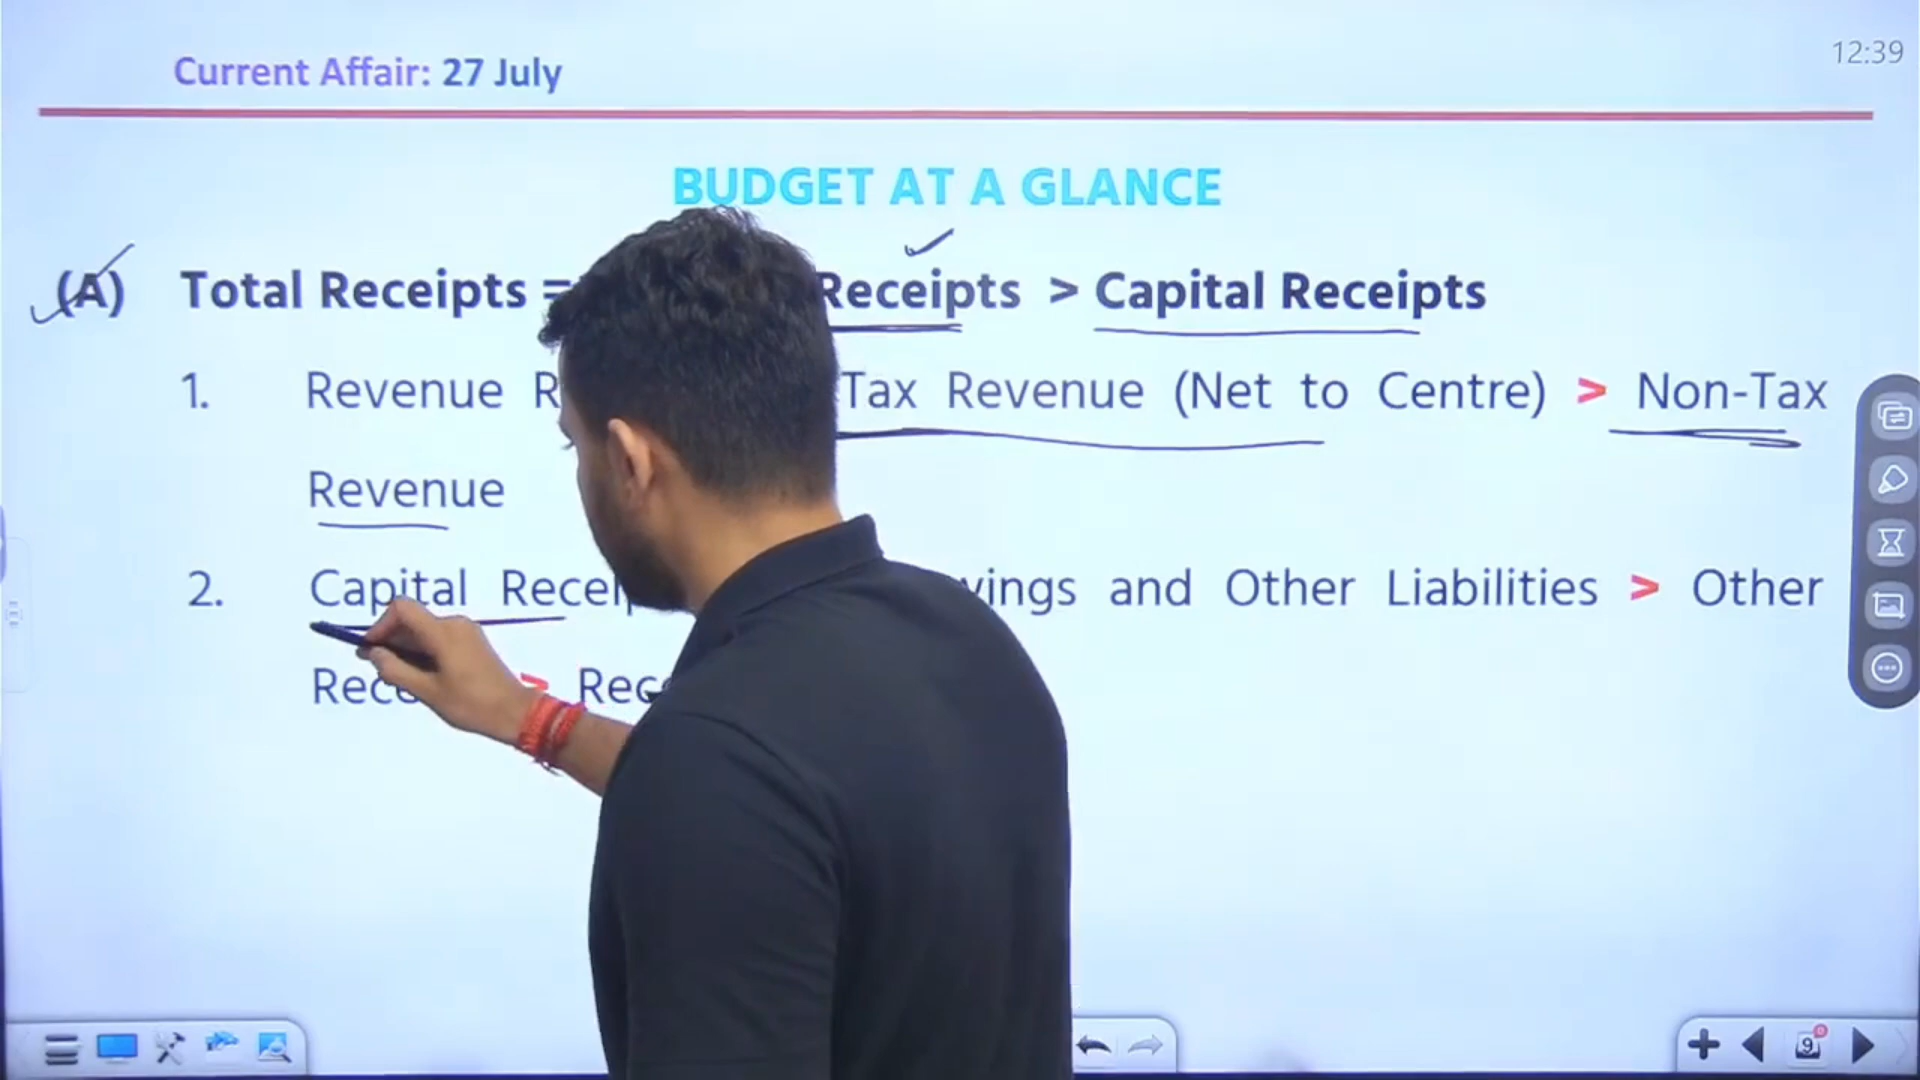 12:39
Current Affair: 27 July
BUDGET AT A GLANCE
(A) Total Receipts = Receipts > Capital Receipts
1. Revenue Tax Revenue (Net to Centre) > Non-Tax
Revenue
2. Capital and Other Liabilities > Other
>
9